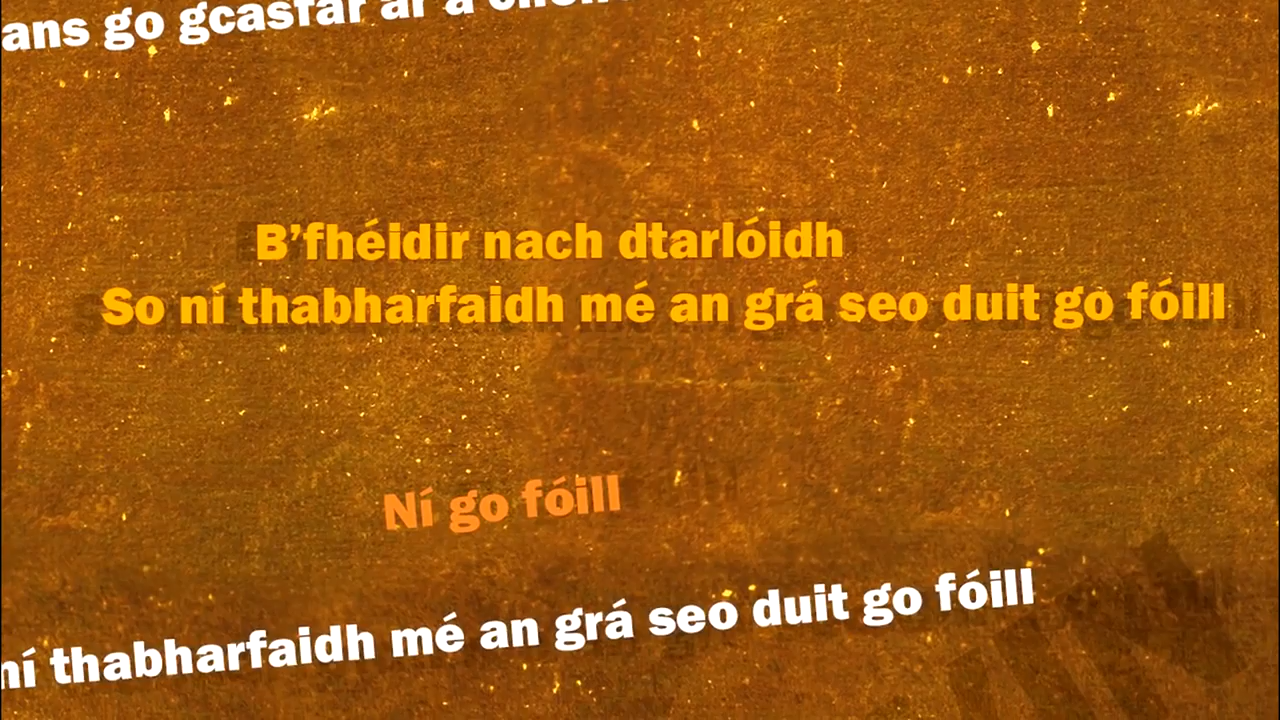 go gcasfar ar a
B’fhéidir nach dtarlóidh
So ní thabharfaidh mé an grá seo duit go fóill
Ní go fóill
ní thabharfaidh mé an grá seo duit go fóill